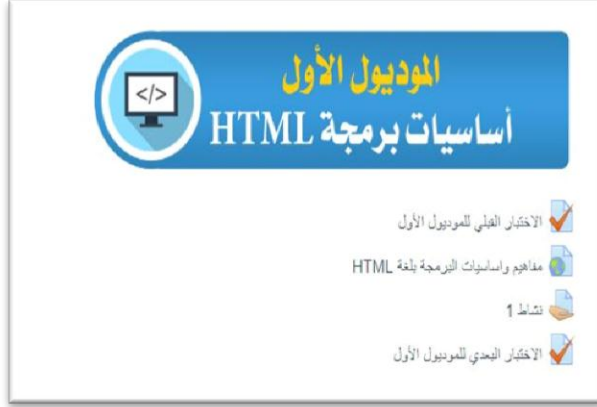 الموديول الأول
أساسيات برمجة HTML
</>
الاختبار القبلي للموديول الأول
مفاهيم واساسيات البرمجة بلغة HTML
نشاط 1
الاختبار البعدي للموديول الأول